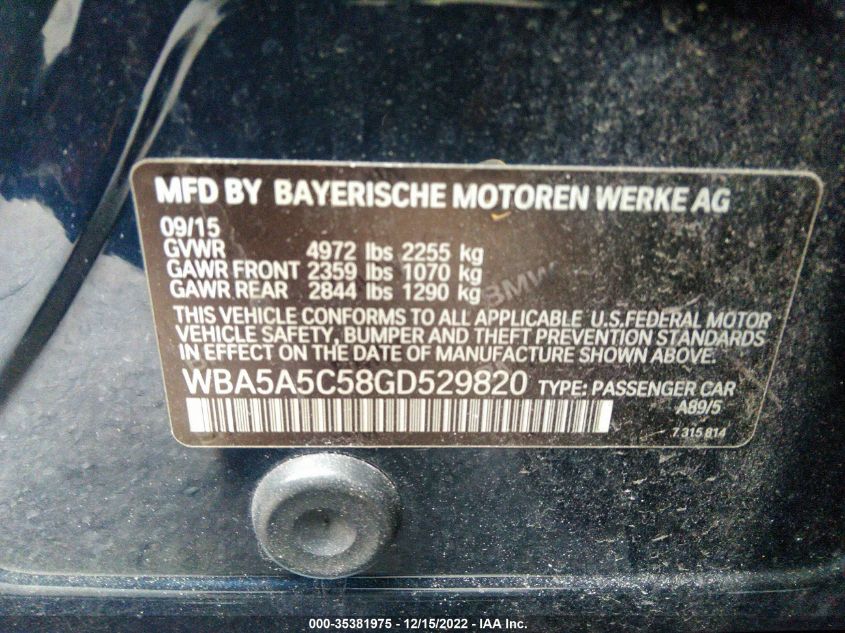 MFD BY BAYERISCHE MOTOREN WERKE AG
09/15
GVWR 4972 lbs 2255 kg
GAWR FRONT 2359 lbs 1070 kg
GAWR REAR 2844 lbs 1290 kg
BMW
THIS VEHICLE CONFORMS TO ALL APPLICABLE U.S.FEDERAL MOTOR
VEHICLE SAFETY, BUMPER AND THEFT PREVENTION STANDARDS
IN EFFECT ON THE DATE OF MANUFACTURE SHOWN ABOVE.
WBA5A5C58GD529820 TYPE: PASSENGER CAR
A89/5
7 315 814
000-35381975 - 12/15/2022 - IAA Inc.